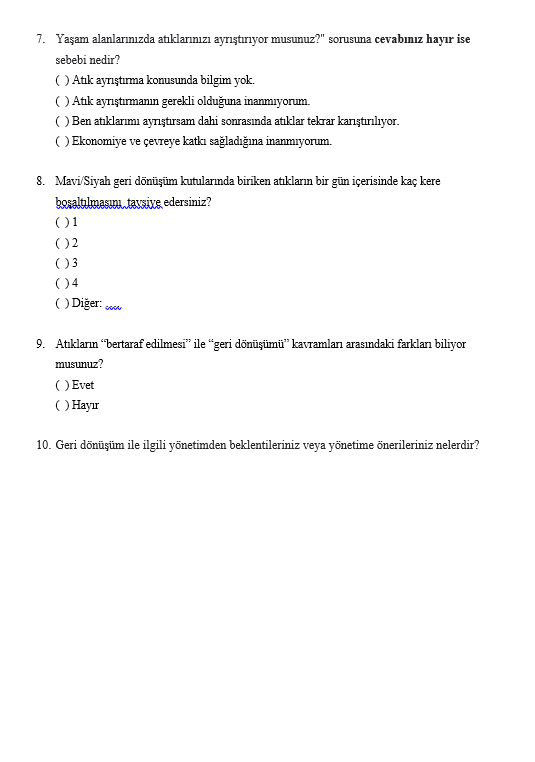 7. Yaşam alanlarınızda atıklarınızı ayrıştırıyor musunuz?" sorusuna cevabınız hayır ise
sebebi nedir?
( ) Atık ayrıştırma konusunda bilgim yok.
( ) Atık ayrıştırmanın gerekli olduğuna inanmıyorum.
( ) Ben atıklarımı ayrıştırsam dahi sonrasında atıklar tekrar karıştırılıyor.
( ) Ekonomiye ve çevreye katkı sağladığına inanmıyorum.
8. Mavi/Siyah geri dönüşüm kutularında biriken atıkların bir gün içerisinde kaç kere
boşaltılmasını tavsiye edersiniz?
( ) 1
( ) 2
( ) 3
( ) 4
( ) Diğer: ....
9. Atıkların “bertaraf edilmesi” ile “geri dönüşümü” kavramları arasındaki farkları biliyor
musunuz?
( ) Evet
( ) Hayır
10. Geri dönüşüm ile ilgili yönetimden beklentileriniz veya yönetime önerileriniz nelerdir?